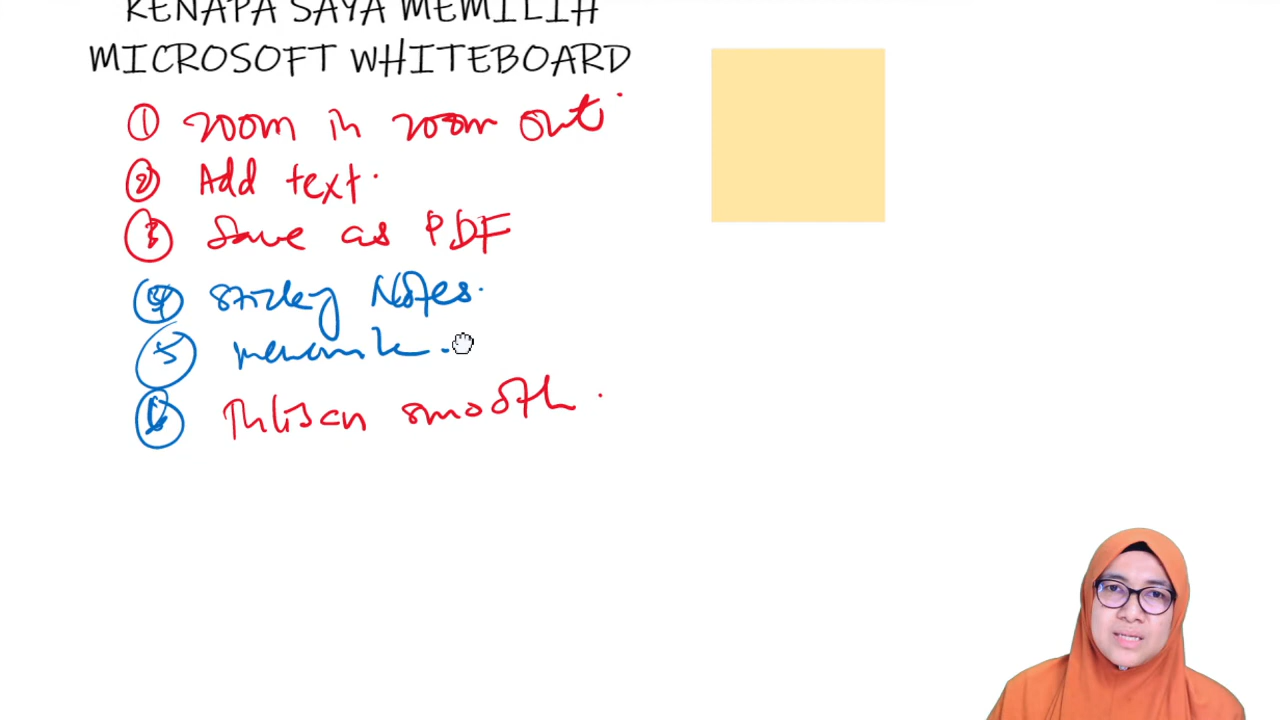 KENAPA SAYA MEMILIH
MICROSOFT WHITEBOARD
① zoom in zoom out.
② Add text.
③ Save as PDF
④ Sticky Notes.
⑤ menarik.
⑥ Tulisan smooth.